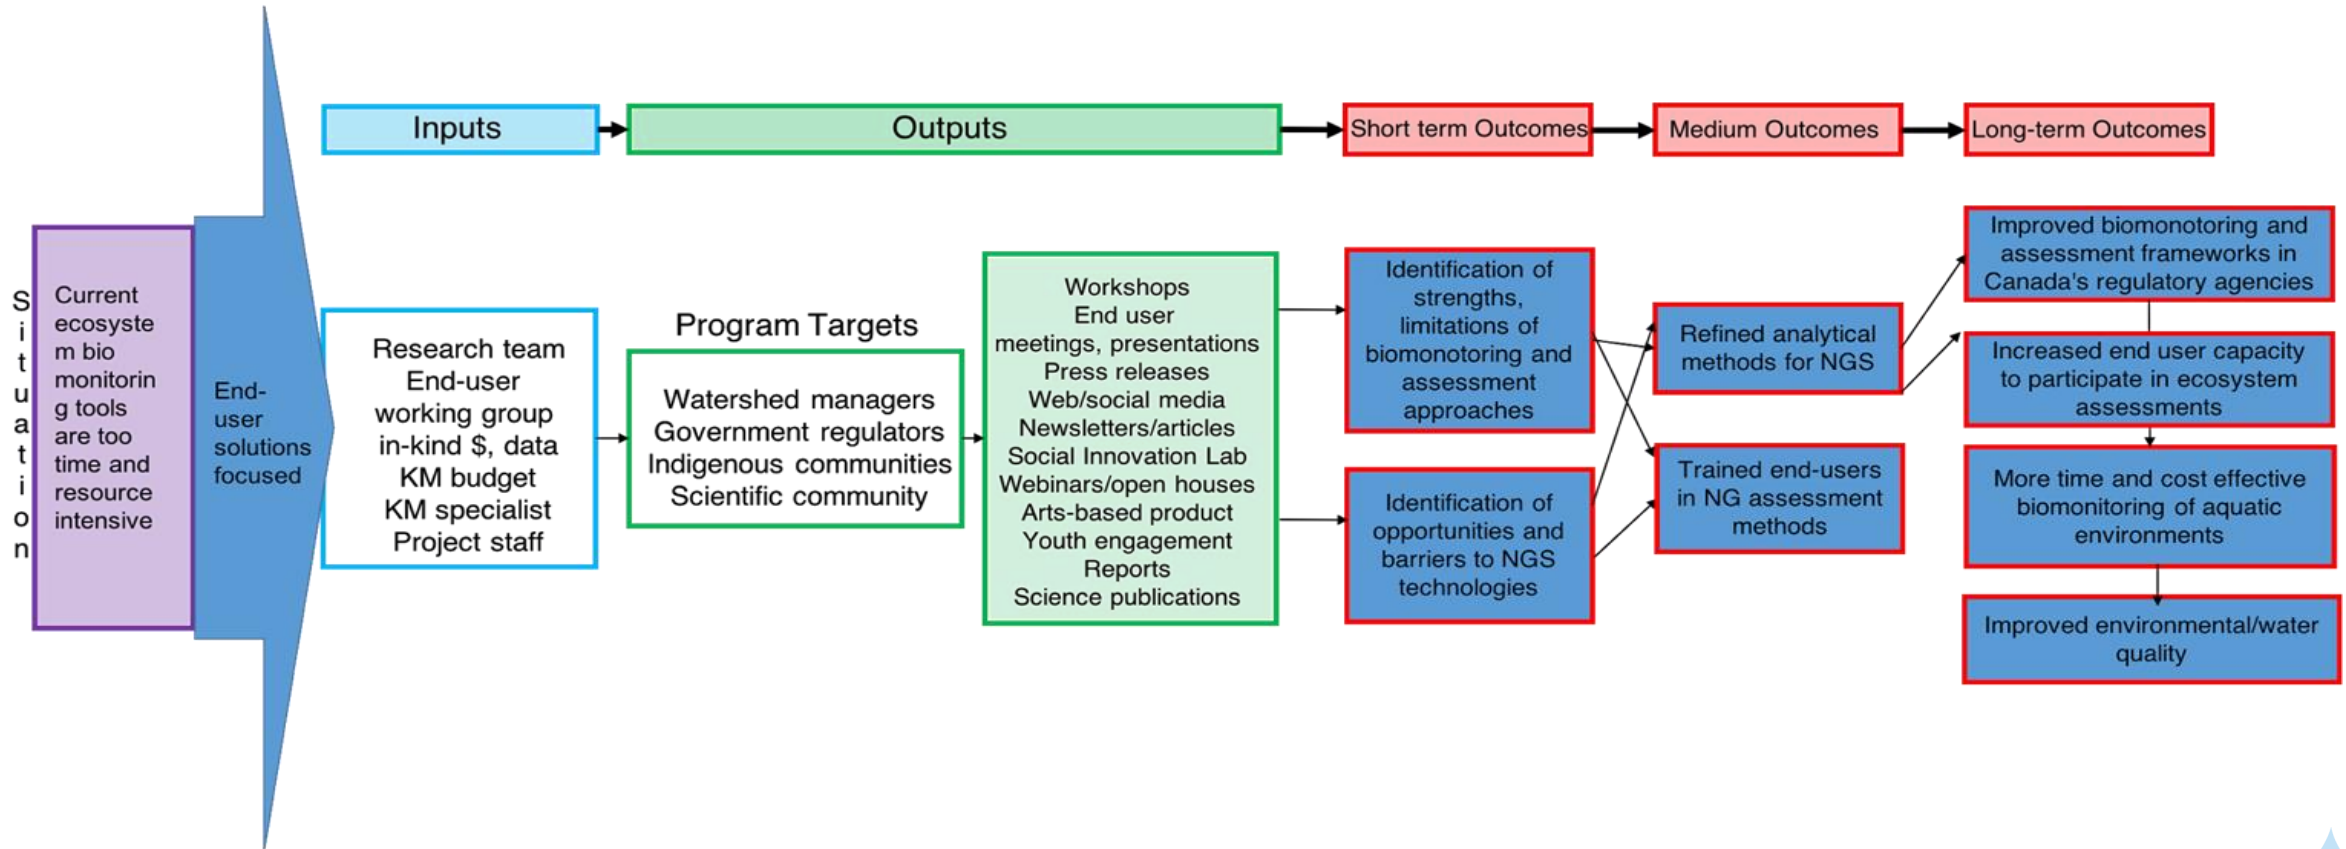 Inputs
Outputs
Short term Outcomes
Medium Outcomes
Long-term Outcomes
Situation
Current
ecosyste
m bio
monitorin
g tools
are too
time and
resource
intensive
End-
user
solutions
focused
Research team
End-user
working group
in-kind $, data
KM budget
KM specialist
Project staff
Program Targets
Watershed managers
Government regulators
Indigenous communities
Scientific community
Workshops
End user
meetings, presentations
Press releases
Web/social media
Newsletters/articles
Social Innovation Lab
Webinars/open houses
Arts-based product
Youth engagement
Reports
Science publications
Identification of
strengths,
limitations of
biomonotoring and
assessment
approaches
Identification of
opportunities and
barriers to NGS
technologies
Refined analytical
methods for NGS
Trained end-users
in NG assessment
methods
Improved biomonotoring and
assessment frameworks in
Canada's regulatory agencies
Increased end user capacity
to participate in ecosystem
assessments
More time and cost effective
biomonitoring of aquatic
environments
Improved environmental/water
quality